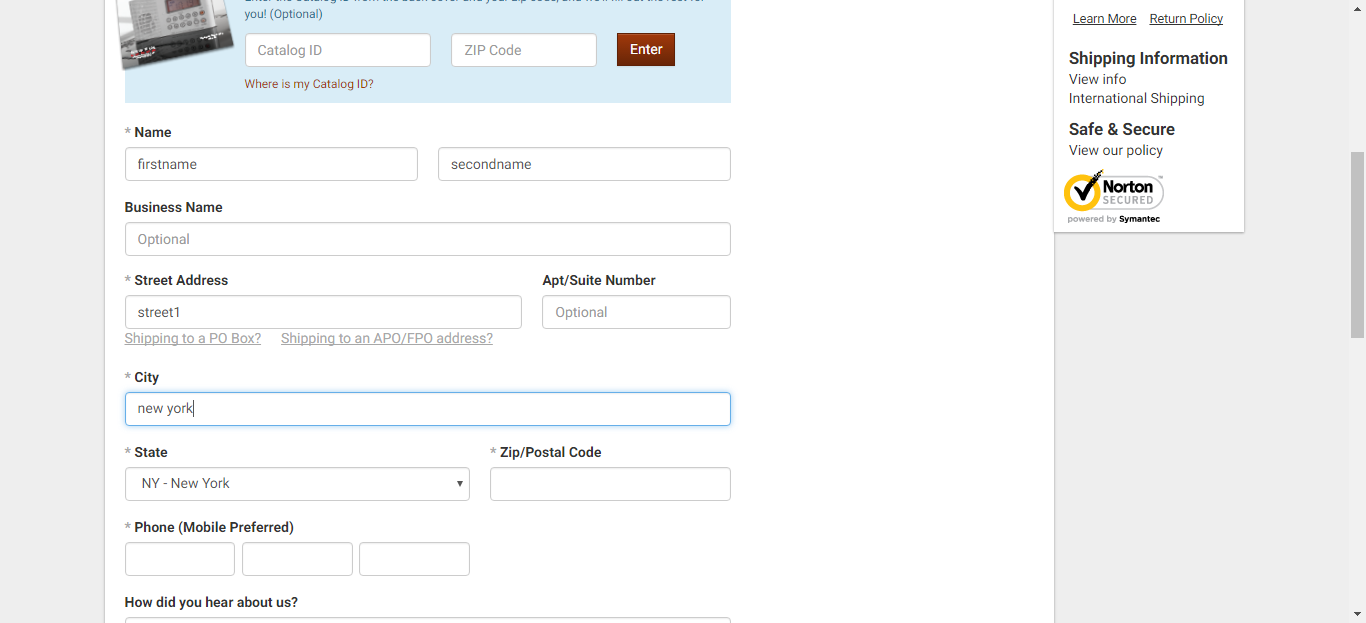 you! (Optional)
Catalog ID
ZIP Code
Enter
Where is my Catalog ID?
* Name
firstname
secondname
Business Name
Optional
* Street Address
Apt/Suite Number
street1
Optional
Shipping to a PO Box?
Shipping to an APO/FPO address?
* City
new york
* State
* Zip/Postal Code
NY - New York
* Phone (Mobile Preferred)
How did you hear about us?
Learn More
Return Policy
Shipping Information
View info
International Shipping
Safe & Secure
View our policy
Norton
SECURED
powered by Symantec